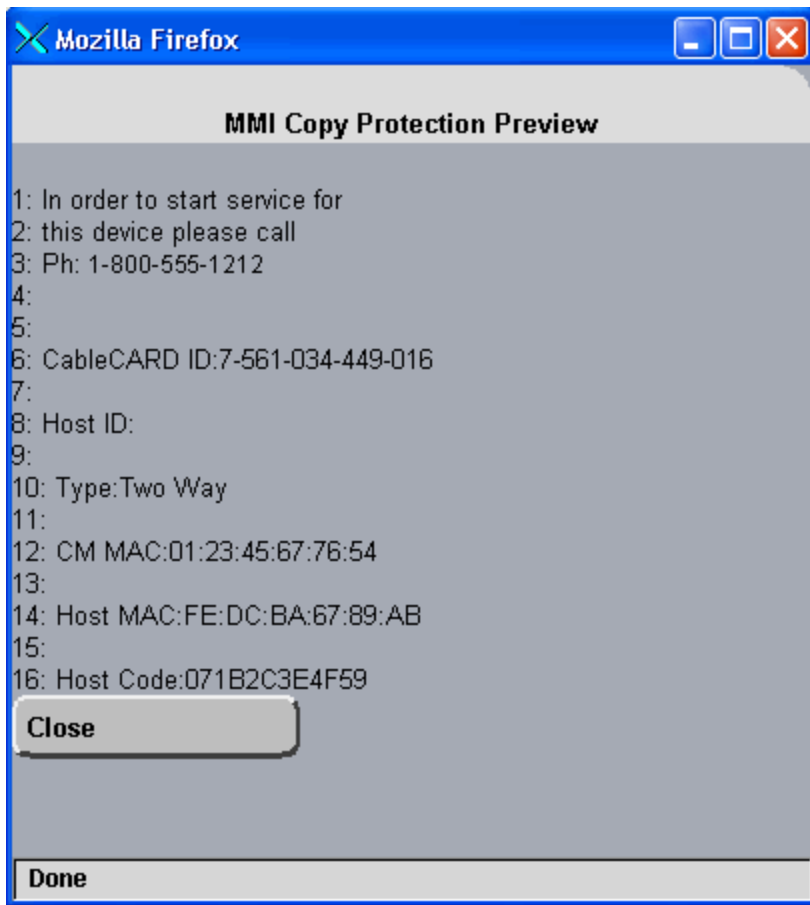 Mozilla Firefox
MMI Copy Protection Preview
1: In order to start service for
2: this device please call
3: Ph: 1-800-555-1212
4:
5:
6: CableCARD ID:7-561-034-449-016
7:
8: Host ID:
9:
10: Type:Two Way
11:
12: CM MAC:01:23:45:67:76:54
13:
14: Host MAC:FE:DC:BA:67:89:AB
15:
16: Host Code:071B2C3E4F59
Close
Done